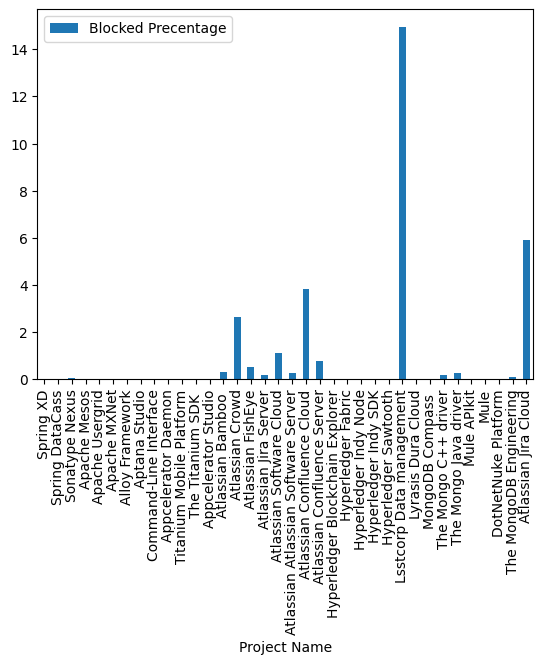 Blocked Precentage
14
12
10
8
6
4
2
0
Spring XD
Spring DataCass
Sonatype Nexus
Apache Mesos
Apache Usergrid
Apache MXNet
Alloy Framework
Aptana Studio
Command-Line Interface
Appcelerator Daemon
Titanium Mobile Platform
The Titanium SDK
Appcelerator Studio
Atlassian Bamboo
Atlassian Crowd
Atlassian FishEye
Atlassian Jira Server
Atlassian Software Cloud
Atlassian Atlassian Software Server
Atlassian Confluence Cloud
Atlassian Confluence Server
Hyperledger Blockchain Explorer
Hyperledger Fabric
Hyperledger Indy Node
Hyperledger Indy SDK
Hyperledger Sawtooth
Lsstcorp Data management
Lyrasis Dura Cloud
MongoDB Compass
The Mongo C++ driver
The Mongo Java driver
Mule APIkit
Mule
DotNetNuke Platform
The MongoDB Engineering
Atlassian Jira Cloud
Project Name